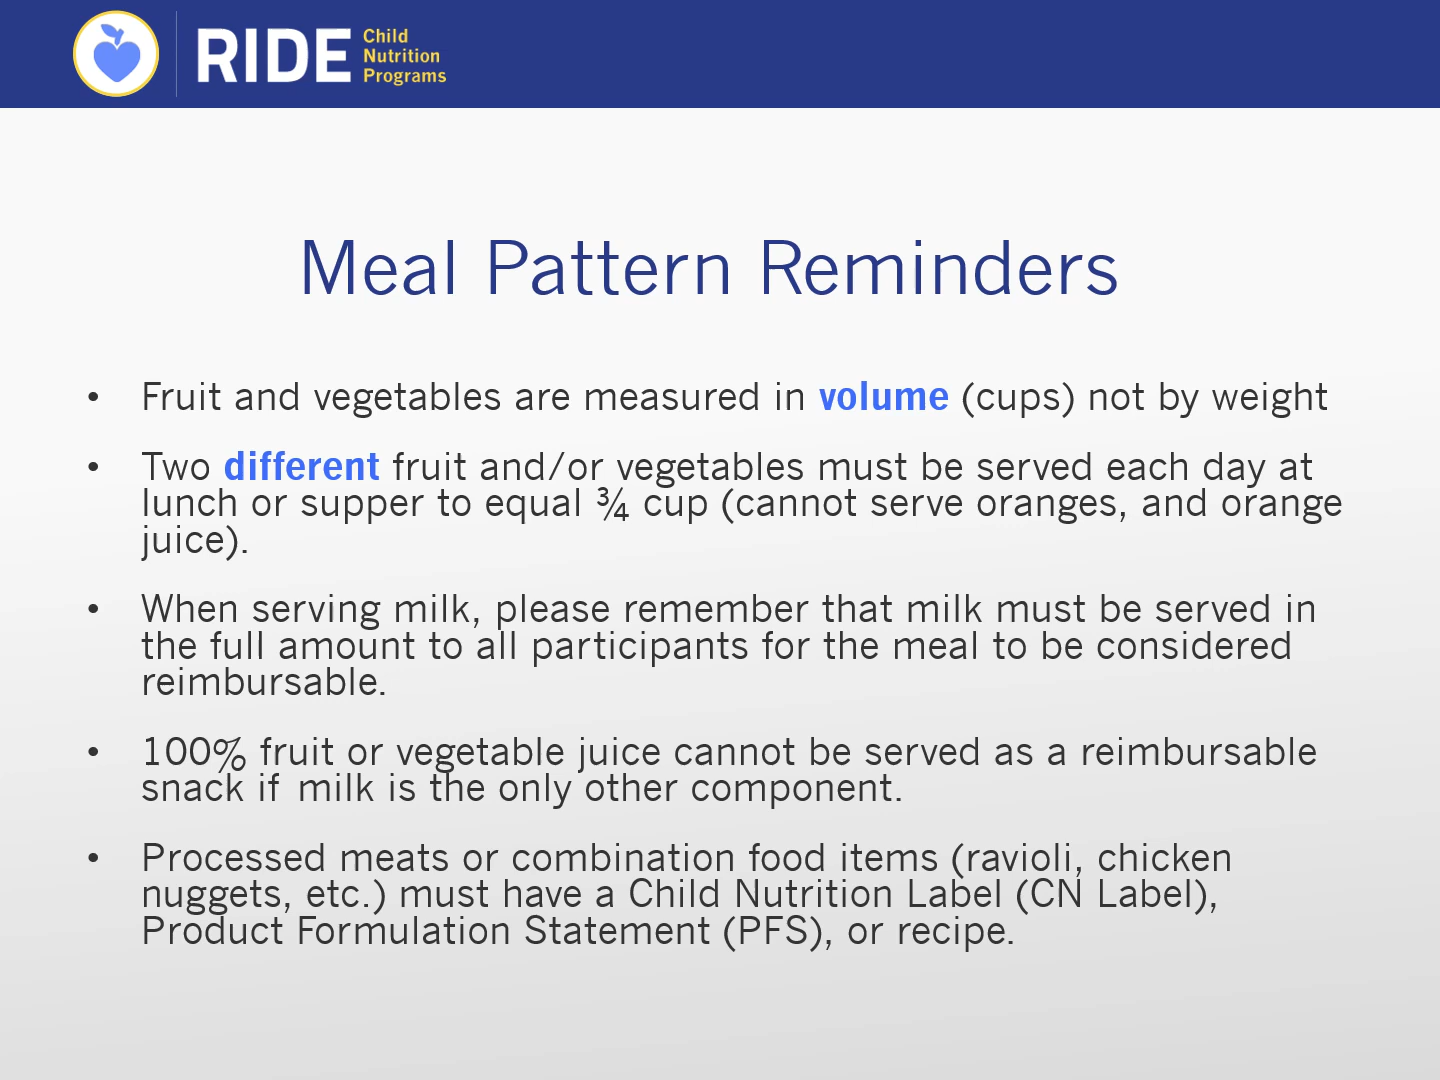 RIDE
Child
Nutrition
Programs
Meal Pattern Reminders
• Fruit and vegetables are measured in volume (cups) not by weight
• Two different fruit and/or vegetables must be served each day at
lunch or supper to equal ¾ cup (cannot serve oranges, and orange
juice).
• When serving milk, please remember that milk must be served in
the full amount to all participants for the meal to be considered
reimbursable.
• 100% fruit or vegetable juice cannot be served as a reimbursable
snack if milk is the only other component.
• Processed meats or combination food items (ravioli, chicken
nuggets, etc.) must have a Child Nutrition Label (CN Label),
Product Formulation Statement (PFS), or recipe.